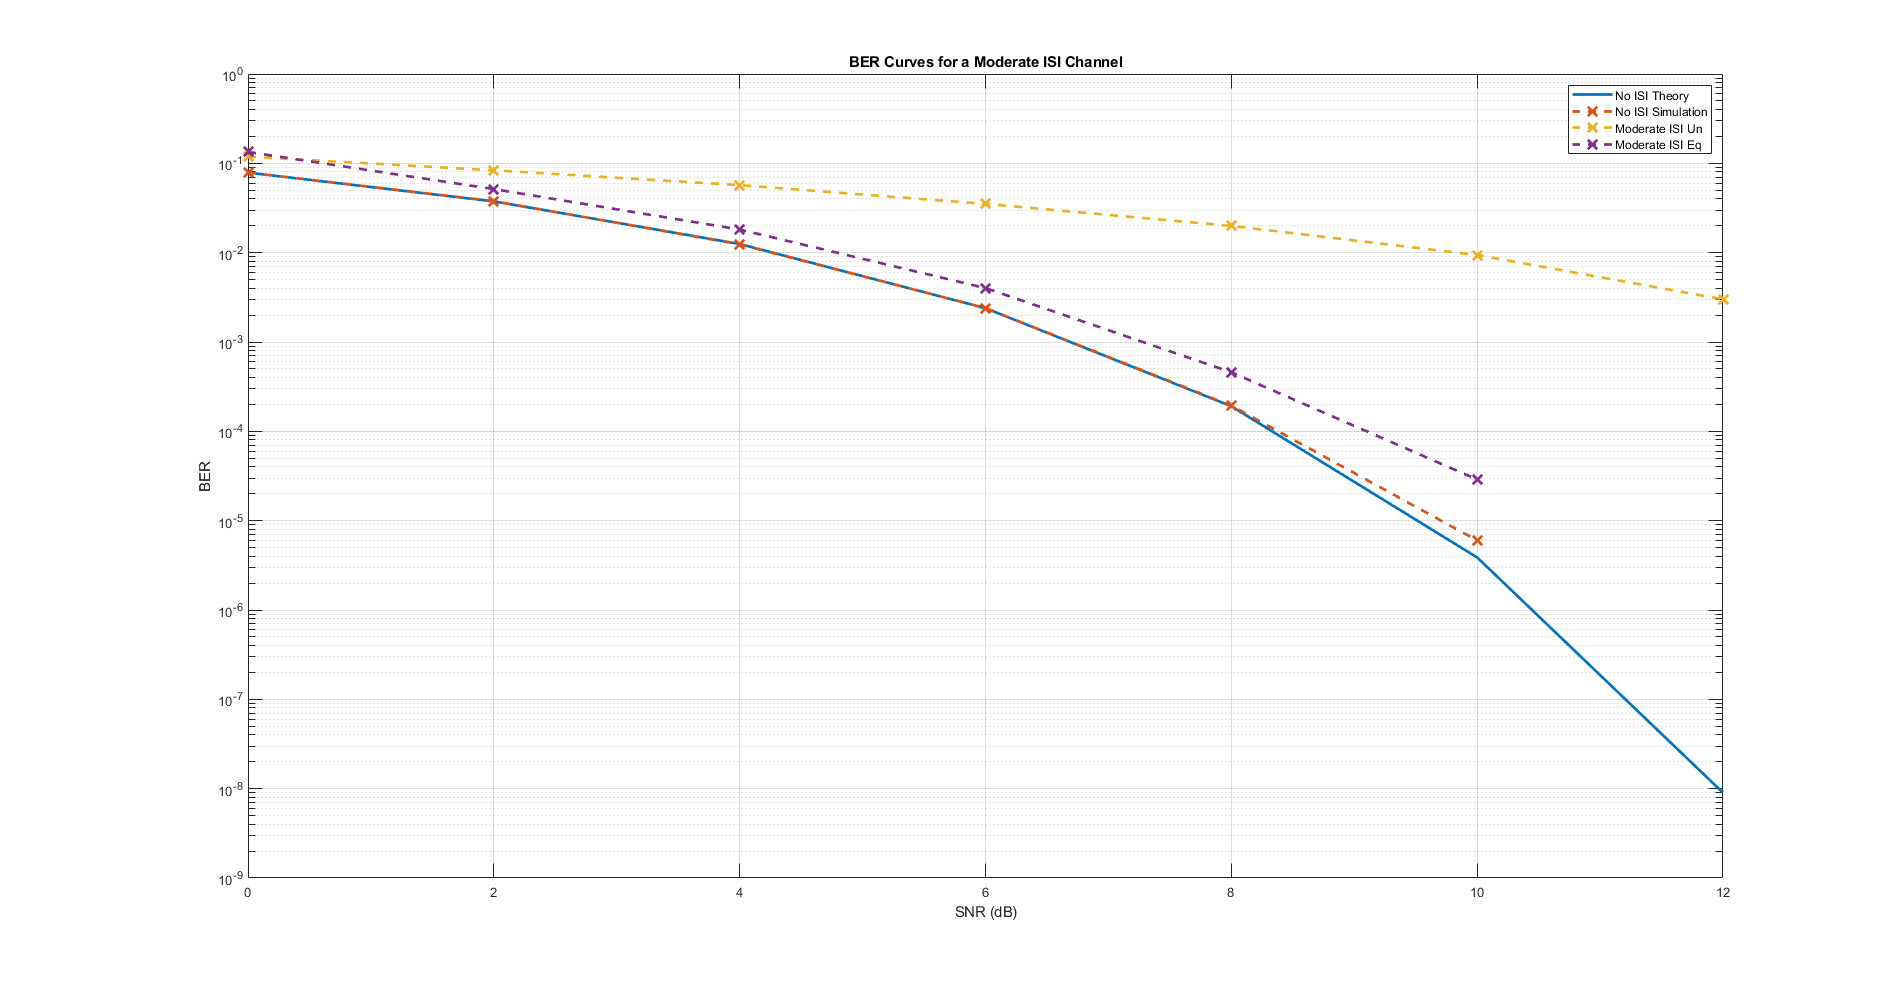 BER Curves for a Moderate ISI Channel
No ISI Theory
No ISI Simulation
Moderate ISI Un
Moderate ISI Eq
BER
10^0
10^-1
10^-2
10^-3
10^-4
10^-5
10^-6
10^-7
10^-8
10^-9
0 2 4 6 8 10 12
SNR (dB)